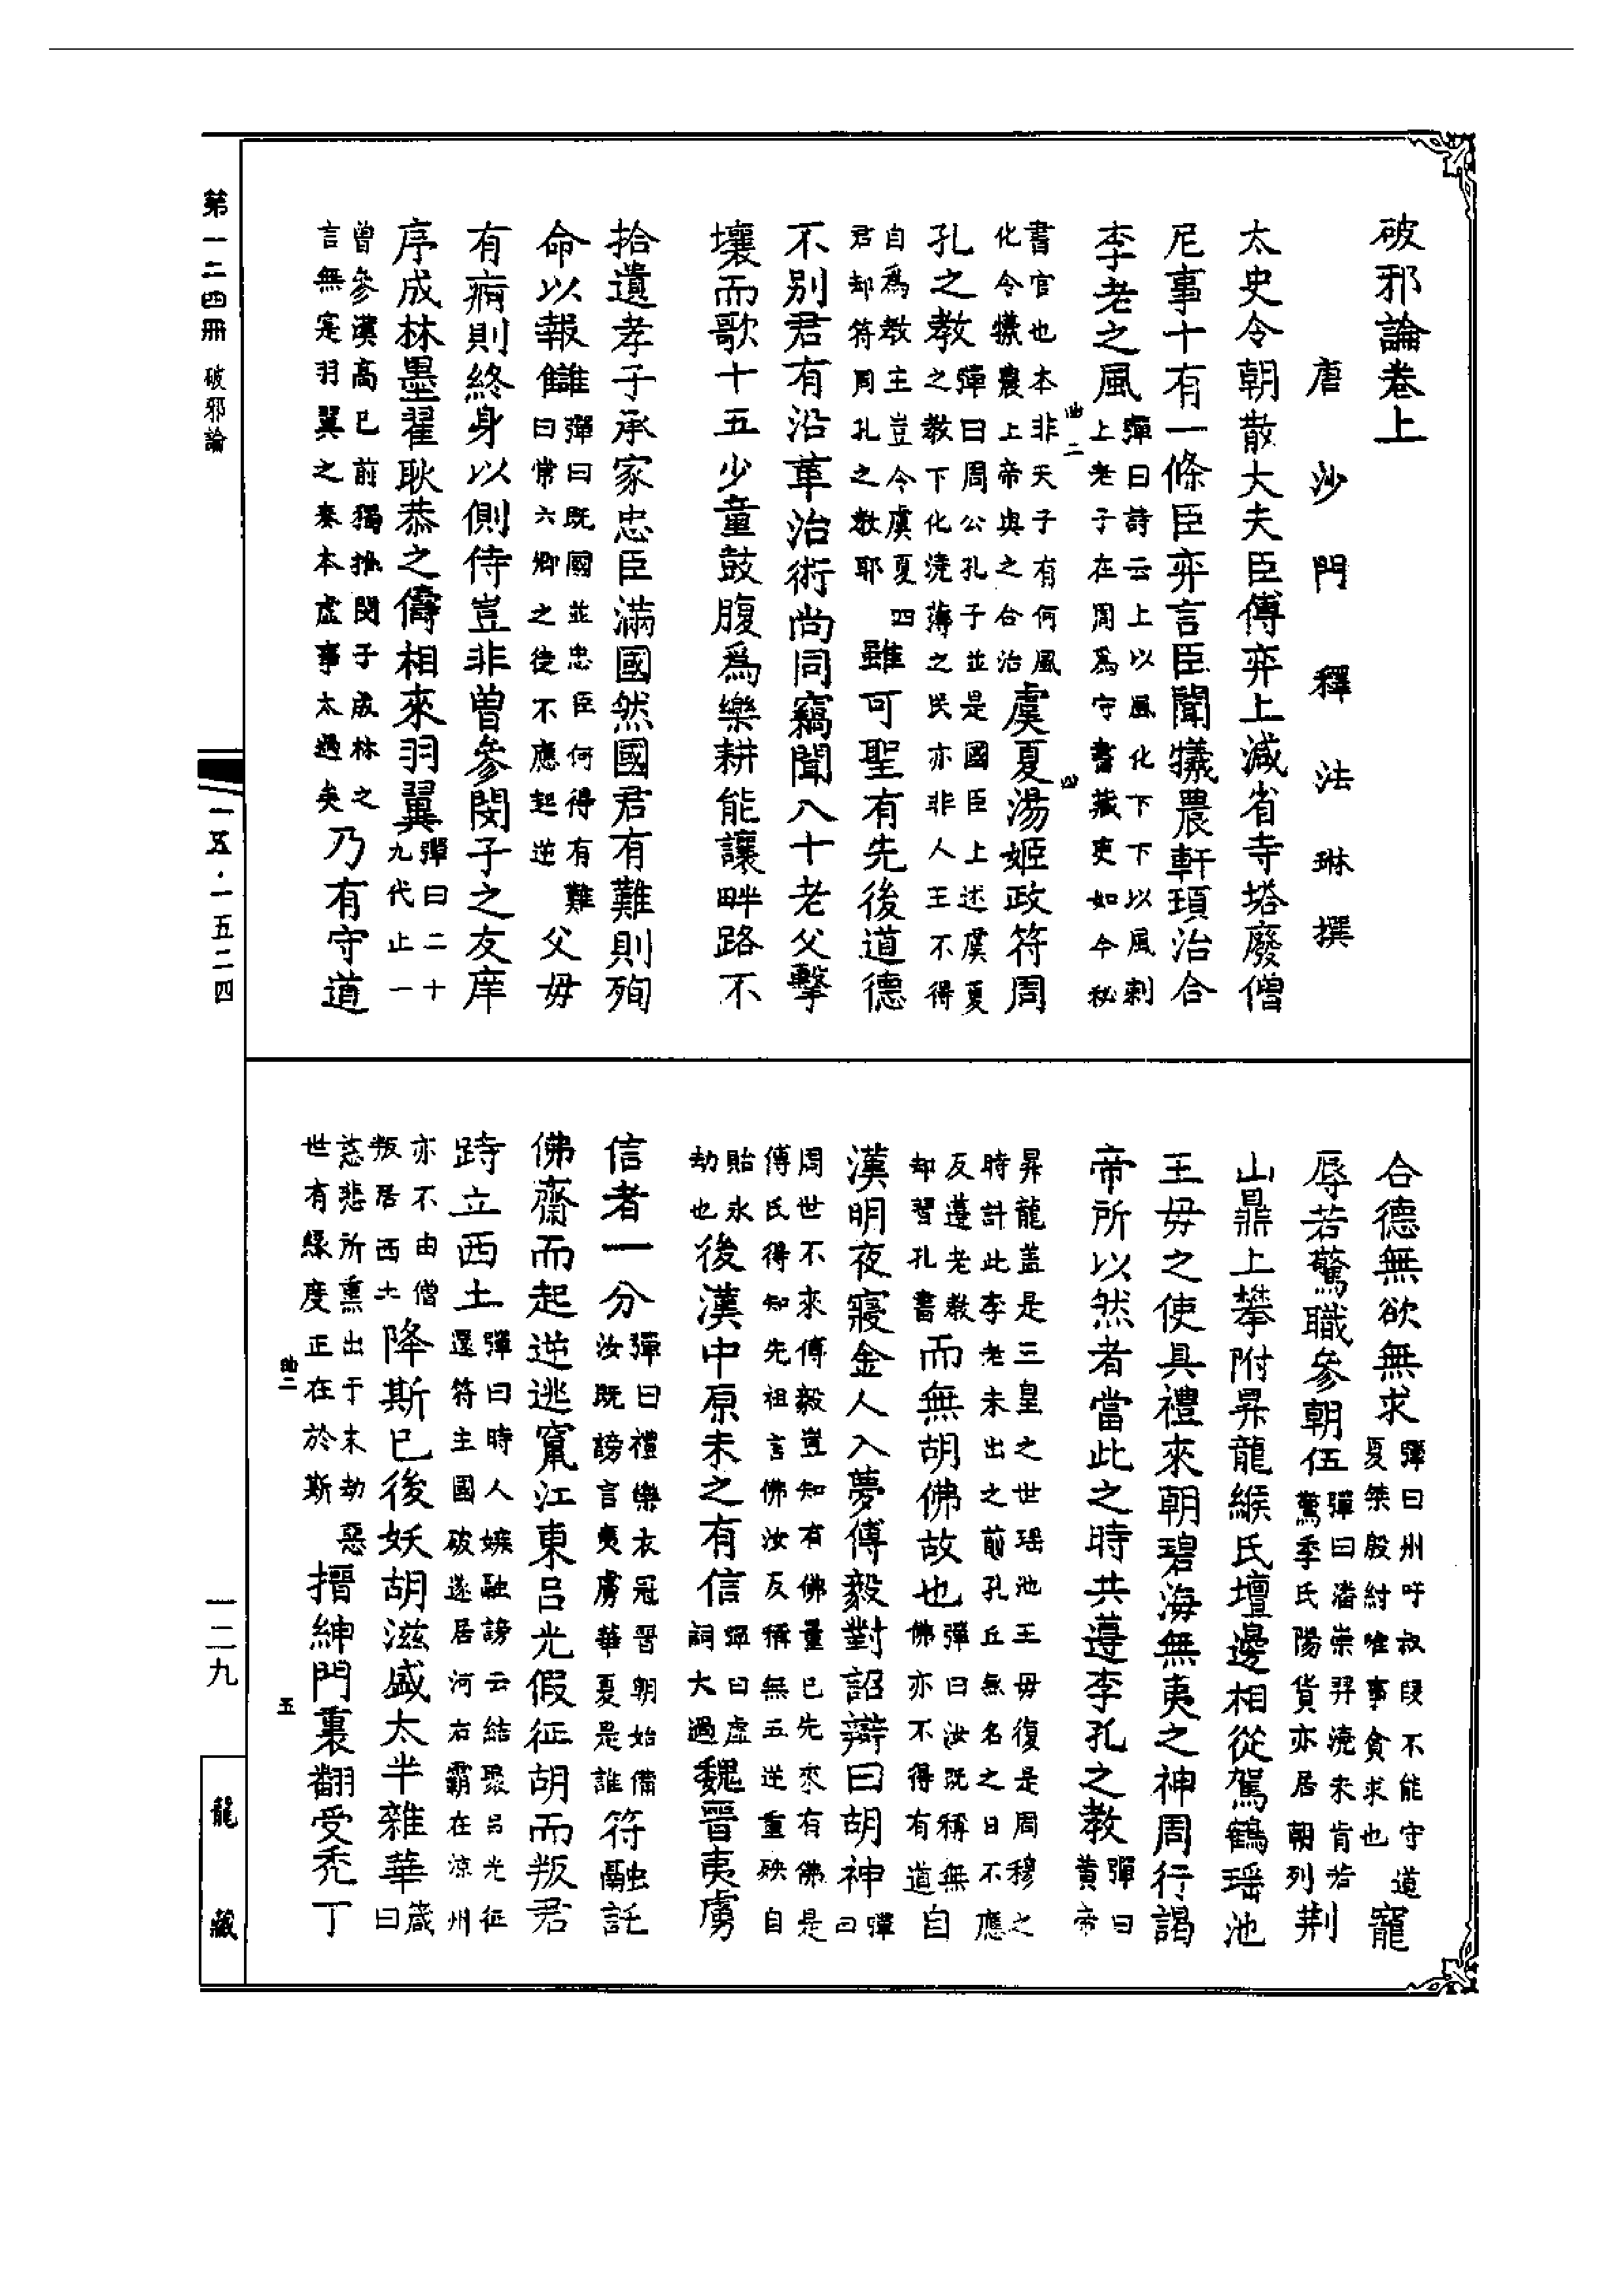 破邪論卷上
唐沙門釋法琳撰
太史令朝散大夫臣傅弈上減省寺塔廢僧
尼事十有一條臣弈言臣聞犧農軒頊治合
李老之風彈曰詩云上以風化下下以風刺上老子在周爲守書藏吏如今秘
書官也本非天子有何風化令犧農上帝與之合治虞夏湯姬政符周
孔之教彈曰周公孔子並是國臣上述虞夏之教下化澆薄之民亦非人王不得
自爲教主豈今虞夏四君却符周孔之教耶雖可聖有先後道德
不別君有沿革治術尚同竊聞八十老父擊
壤而歌十五少童鼓腹爲樂耕能讓畔路不
拾遺孝子承家忠臣滿國然國君有難則殉
命以報讎彈曰既國並忠臣何得有難曰常六卿之徒不應起逆父毋
有病則終身以側侍豈非曾參閔子之友庠
序成林墨翟耿恭之儔相來羽翼彈曰二十九代止一
曾參漢高已前獨推閔子成林之言無寔羽翼之奏本虛事太過矣乃有守道
合德無欲無求彈曰州吁叔段不能守道夏桀殷紂唯事貪求也寵
辱若驚職參朝伍彈曰潘崇羿澆未肯若驚季氏陽貨亦居朝列荆
山鼎上攀附昇龍緱氏壇邊相從駕鶴瑶池
王毋之使具禮來朝碧海無夷之神周行謁
帝所以然者當此之時共遵李孔之教彈曰黄帝
昇龍蓋是三皇之世瑶池王毋復是周穆之時計此李老未出之前孔丘無名之日不應
反遵老教却習孔書而無胡佛故也彈曰汝既稱無佛亦不得有道自
漢明夜寢金人入夢傅毅對詔辯曰胡神彈曰
周世不來傅毅豈知有佛量已先來有佛是傅氏得知先祖言佛汝反稱無五逆重殃自
貽永劫也後漢中原未之有信彈曰虛詞大過魏晉夷虜
信者一分彈曰禮樂衣冠晉朝始備汝既謗言夷虜華夏是誰符融託
佛齋而起逆逃竄江東呂光假征胡而叛君
跱立西土彈曰時人嫉融謗云結聚呂光征還符主國破遂居河右霸在涼州
亦不由僧叛居西土降斯已後妖胡滋盛太半雜華箴曰
慈悲所熏出于末劫惡世有緣度正在於斯搢紳門裏翻受禿丁
第一二四冊 破邪論
一五·一五二四
一二九
龍藏